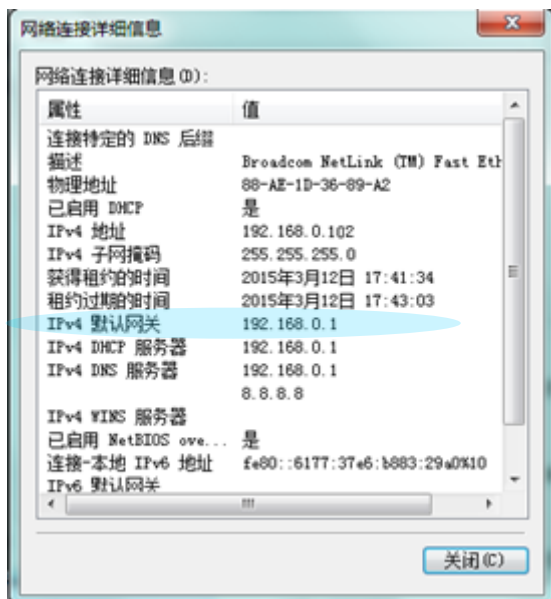 网络连接详细信息
网络连接详细信息(D):
属性 值
连接特定的 DNS 后缀
描述 Broadcom NetLink (TM) Fast Eth
物理地址 88-AE-1D-36-89-A2
已启用 DHCP 是
IPv4 地址 192.168.0.102
IPv4 子网掩码 255.255.255.0
获得租约的时间 2015年3月12日 17:41:34
租约过期的时间 2015年3月12日 17:43:03
IPv4 默认网关 192.168.0.1
IPv4 DHCP 服务器 192.168.0.1
IPv4 DNS 服务器 192.168.0.1
8.8.8.8
IPv4 WINS 服务器
已启用 NetBIOS ove... 是
连接-本地 IPv6 地址 fe80::6177:37e6:b883:29a0%10
IPv6 默认网关
关闭(C)